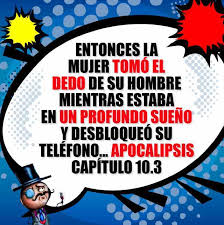 ENTONCES LA
MUJER TOMÓ EL
DEDO DE SU HOMBRE
MIENTRAS ESTABA
EN UN PROFUNDO SUEÑO
Y DESBLOQUEÓ SU
TELÉFONO... APOCALIPSIS
CAPÍTULO 10.3